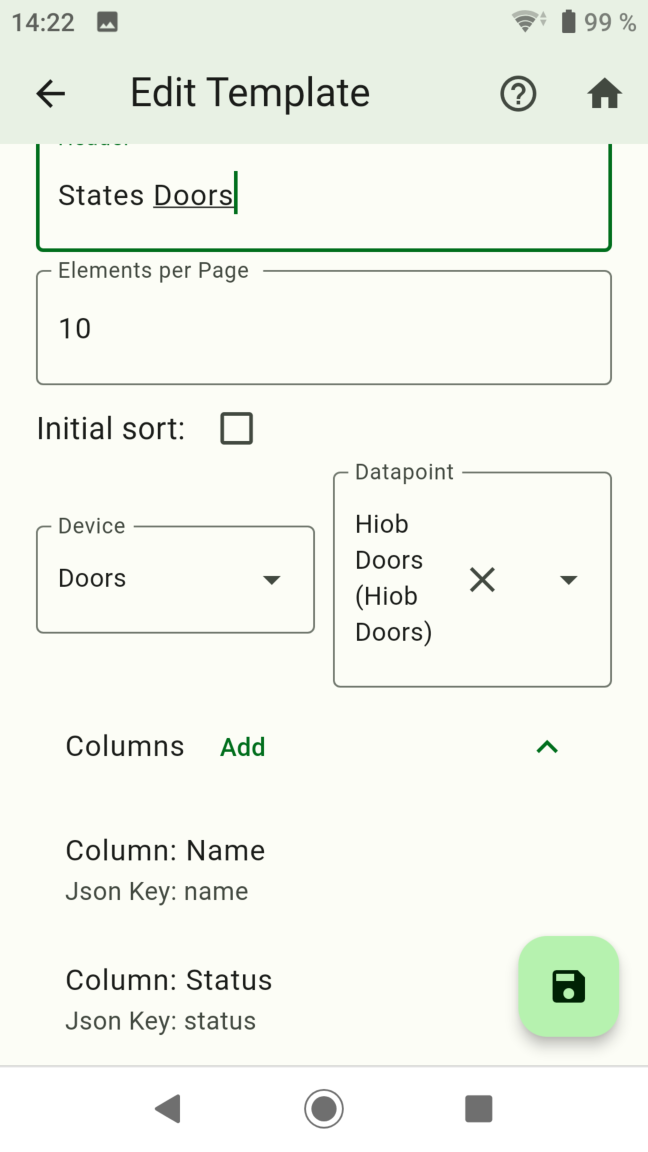 14:22
99 %
Edit Template
Header
States Doors
Elements per Page
10
Initial sort:
Datapoint
Hiob
Doors
(Hiob
Doors)
Device
Doors
Columns Add
Column: Name
Json Key: name
Column: Status
Json Key: status